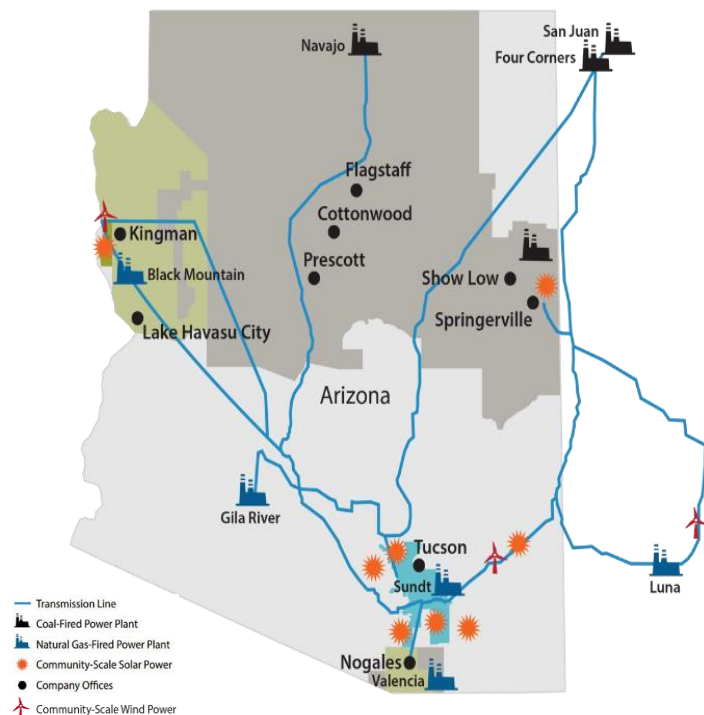 San Juan
Navajo
Four Corners
Flagstaff
Cottonwood
Kingman
Prescott
Black Mountain
Show Low
Springerville
Lake Havasu City
Arizona
Gila River
Tucson
Sundt
Luna
Nogales
Valencia
Transmission Line
Coal-Fired Power Plant
Natural Gas-Fired Power Plant
Community-Scale Solar Power
Company Offices
Community-Scale Wind Power